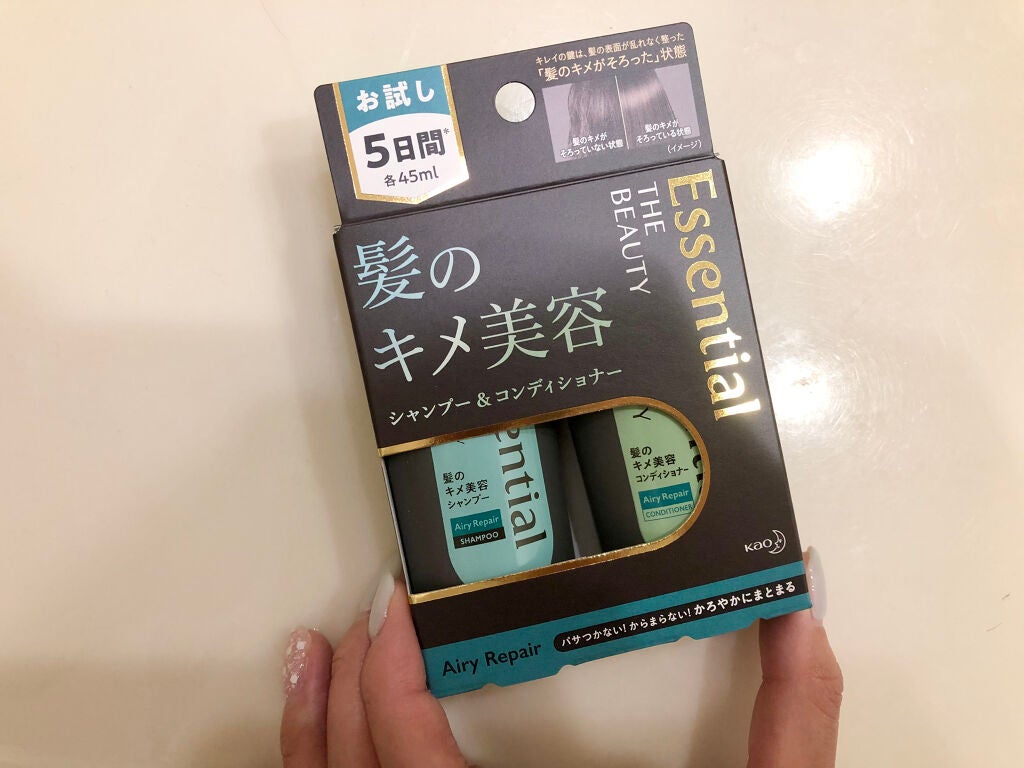 お試し
5日間*
各45ml
キレイの鍵は、髪の表面が乱れなく整った
「髪のキメがそろった」状態
髪のキメが
そろっていない状態
髪のキメが
そろっている状態
(イメージ)
Essential
THE
BEAUTY
髪の
キメ美容
シャンプー&コンディショナー
ential
髪の
キメ美容
シャンプー
Airy Repair
SHAMPOO
髪の
キメ美容
コンディショナー
Airy Repair
CONDITIONER
Kao
Airy Repair
パサつかない!からまらない!かろやかにまとまる